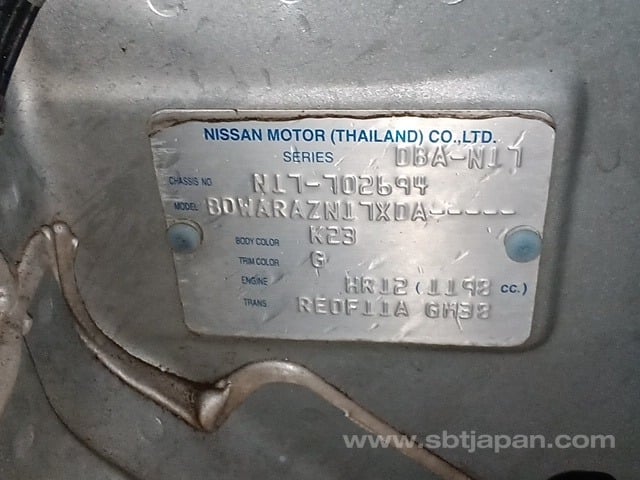 NISSAN MOTOR (THAILAND) CO.,LTD.
SERIES DBA-N17
CHASSIS NO N17-702694
MODEL BDWARAZN17XDA-----
BODY COLOR K23
TRIM COLOR G
ENGINE HR12 (1198 cc.)
TRANS. RE0F11A GM38
www.sbtjapan.com